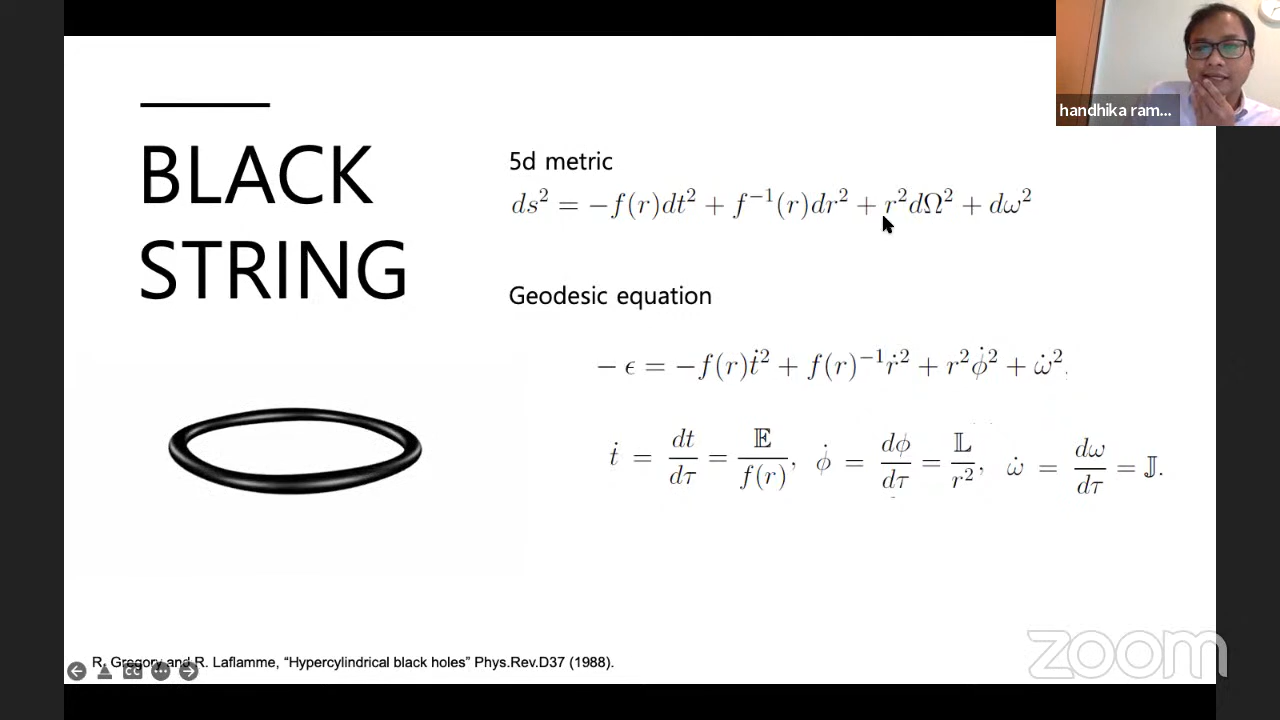 handhika ram...
BLACK
STRING
5d metric
ds² = −f(r)dt² + f⁻¹(r)dr² + r²dΩ² + dω²
Geodesic equation
− ϵ = −f(r)ṫ² + f(r)⁻¹ṙ² + r²ϕ̇² + ω̇²
ṫ = dt/dτ = 𝔼/f(r), ϕ̇ = dϕ/dτ = 𝕃/r², ω̇ = dω/dτ = 𝕁.
R. Gregory and R. Laflamme, “Hypercylindrical black holes” Phys.Rev.D37 (1988).
CC
zoom